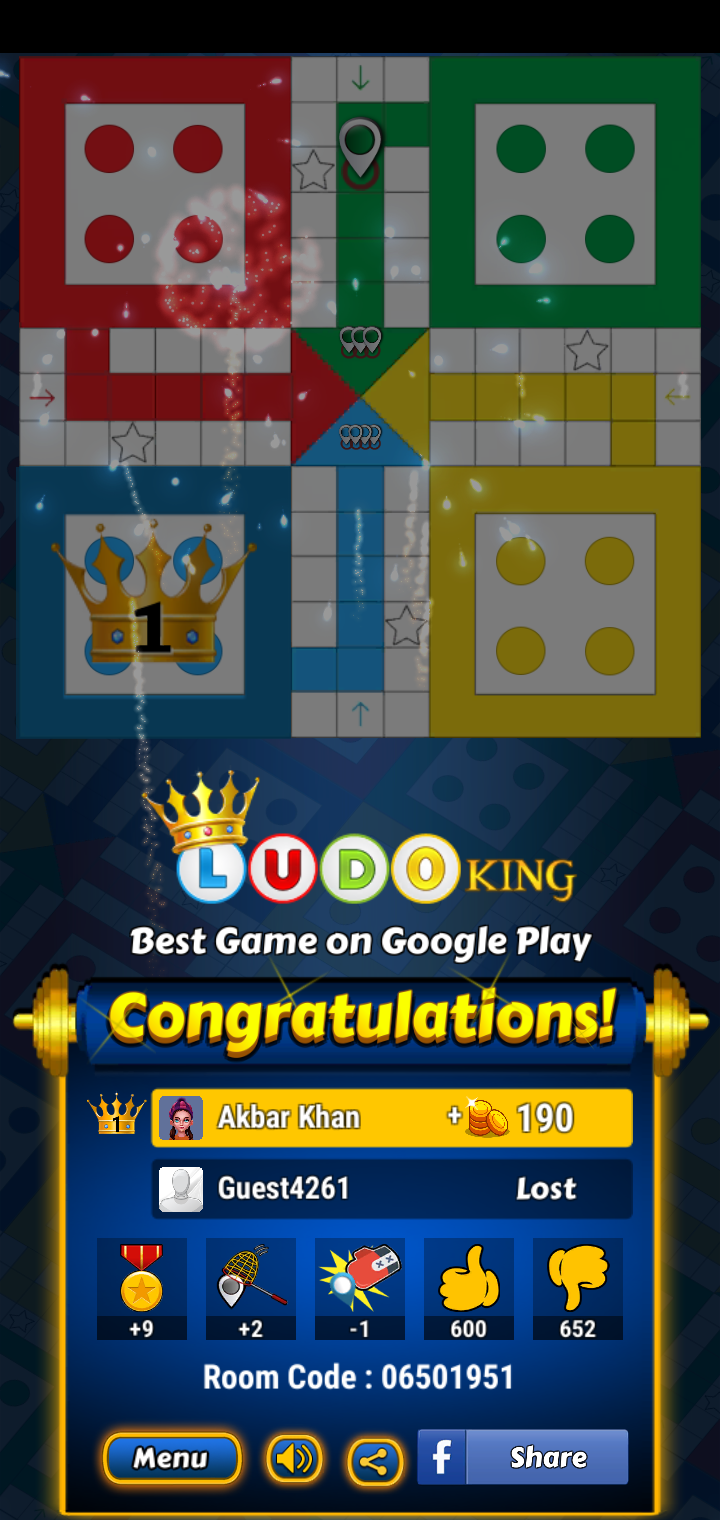 1
LUDO KING
Best Game on Google Play
Congratulations!
1 Akbar Khan + 190
Guest4261 Lost
+9 +2 -1 600 652
Room Code : 06501951
Menu f Share